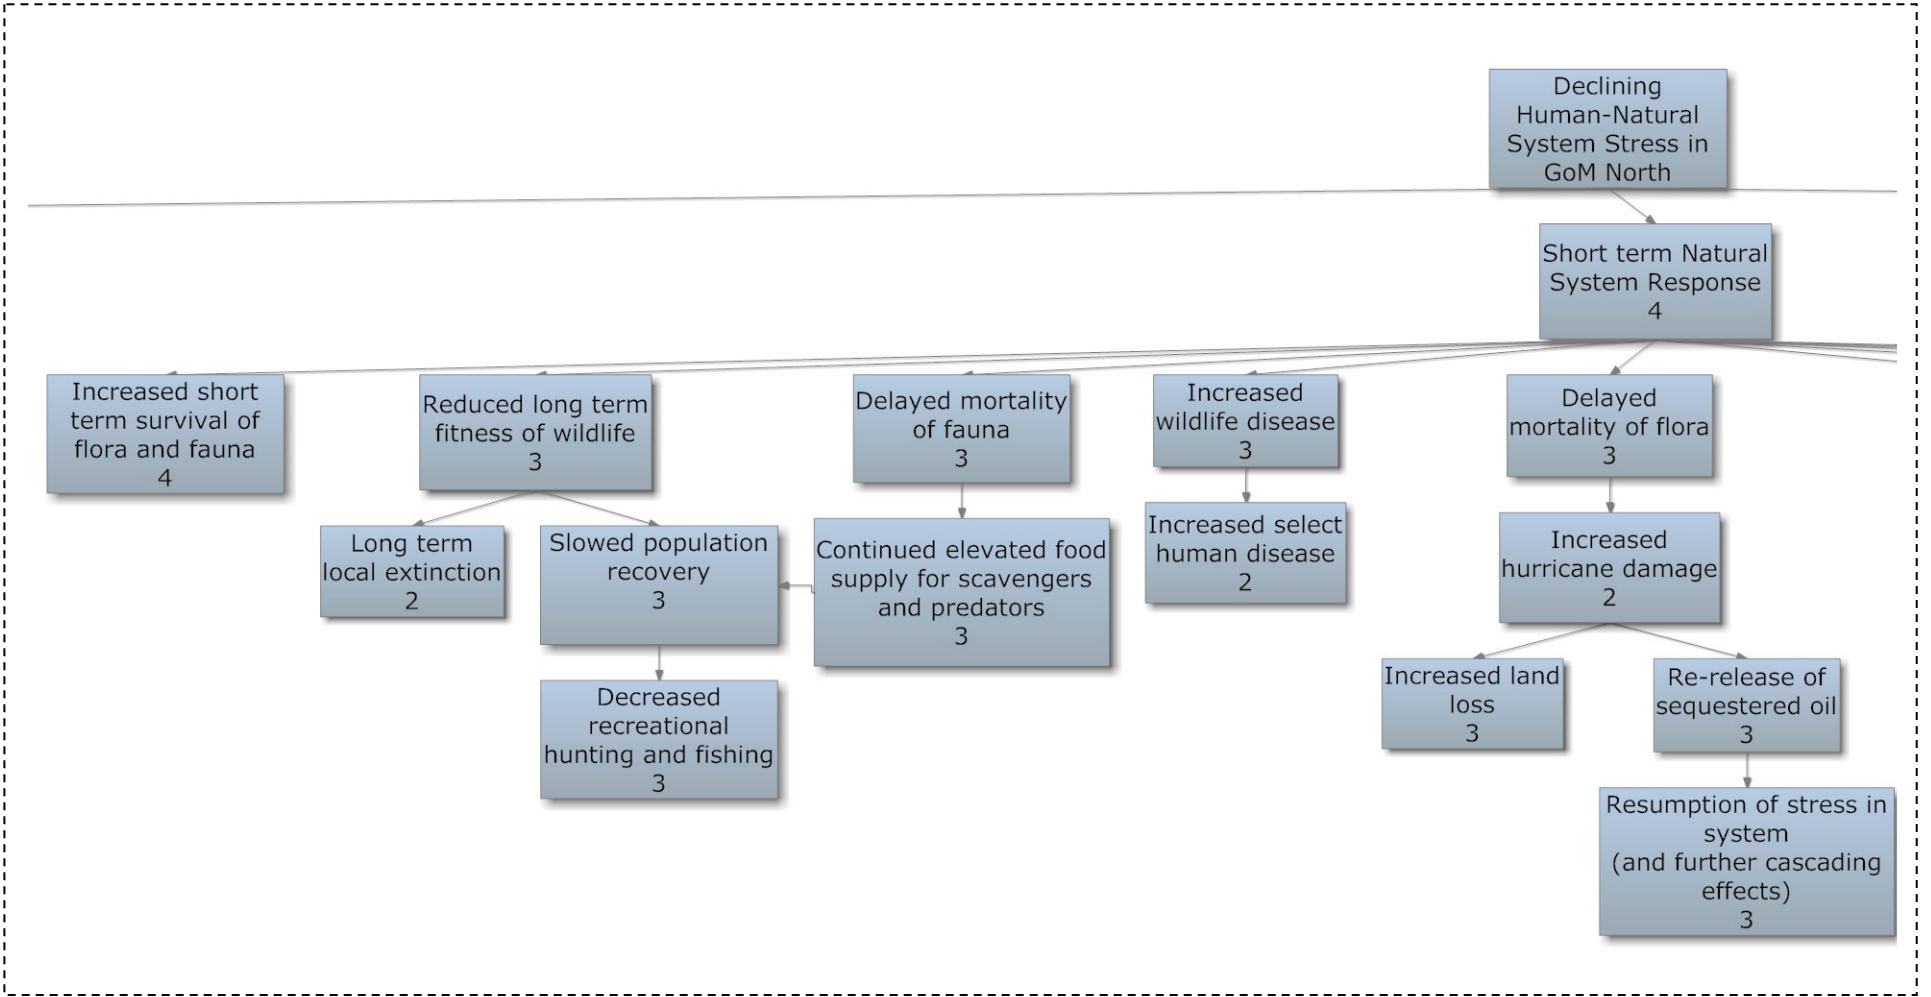 Declining
Human-Natural
System Stress in
GoM North
Short term Natural
System Response
4
Increased short
term survival of
flora and fauna
4
Reduced long term
fitness of wildlife
3
Delayed mortality
of fauna
3
Increased
wildlife disease
3
Delayed
mortality of flora
3
Long term
local extinction
2
Slowed population
recovery
3
Continued elevated food
supply for scavengers
and predators
3
Increased select
human disease
2
Increased
hurricane damage
2
Decreased
recreational
hunting and fishing
3
Increased land
loss
3
Re-release of
sequestered oil
3
Resumption of stress in
system
(and further cascading
effects)
3